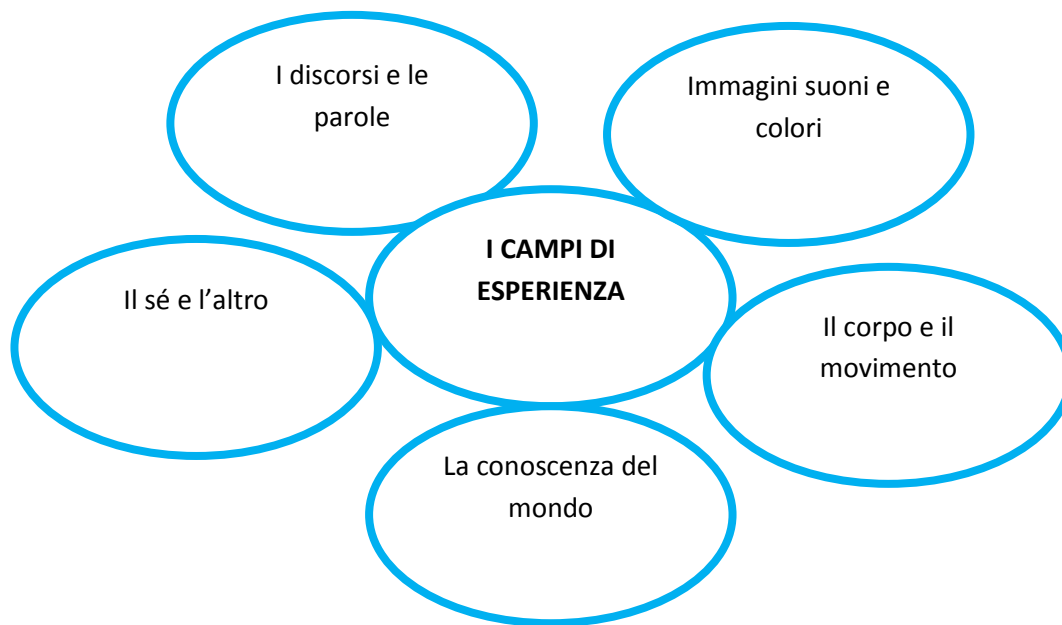 I discorsi e le
parole
Immagini suoni e
colori
I CAMPI DI
ESPERIENZA
Il sé e l’altro
Il corpo e il
movimento
La conoscenza del
mondo